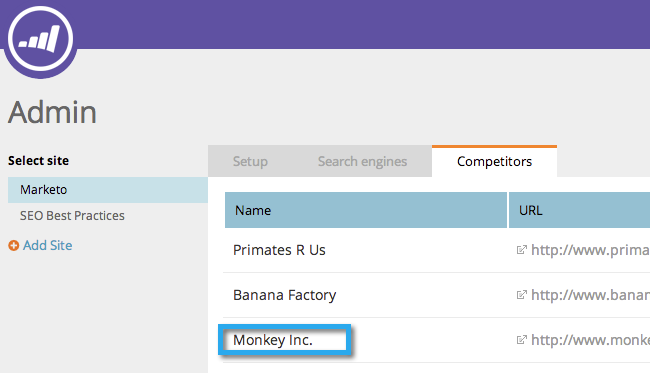 Admin
Select site
Marketo
SEO Best Practices
Add Site
Setup Search engines Competitors
Name URL
Primates R Us http://www.prima
Banana Factory http://www.banan
Monkey Inc. http://www.monke